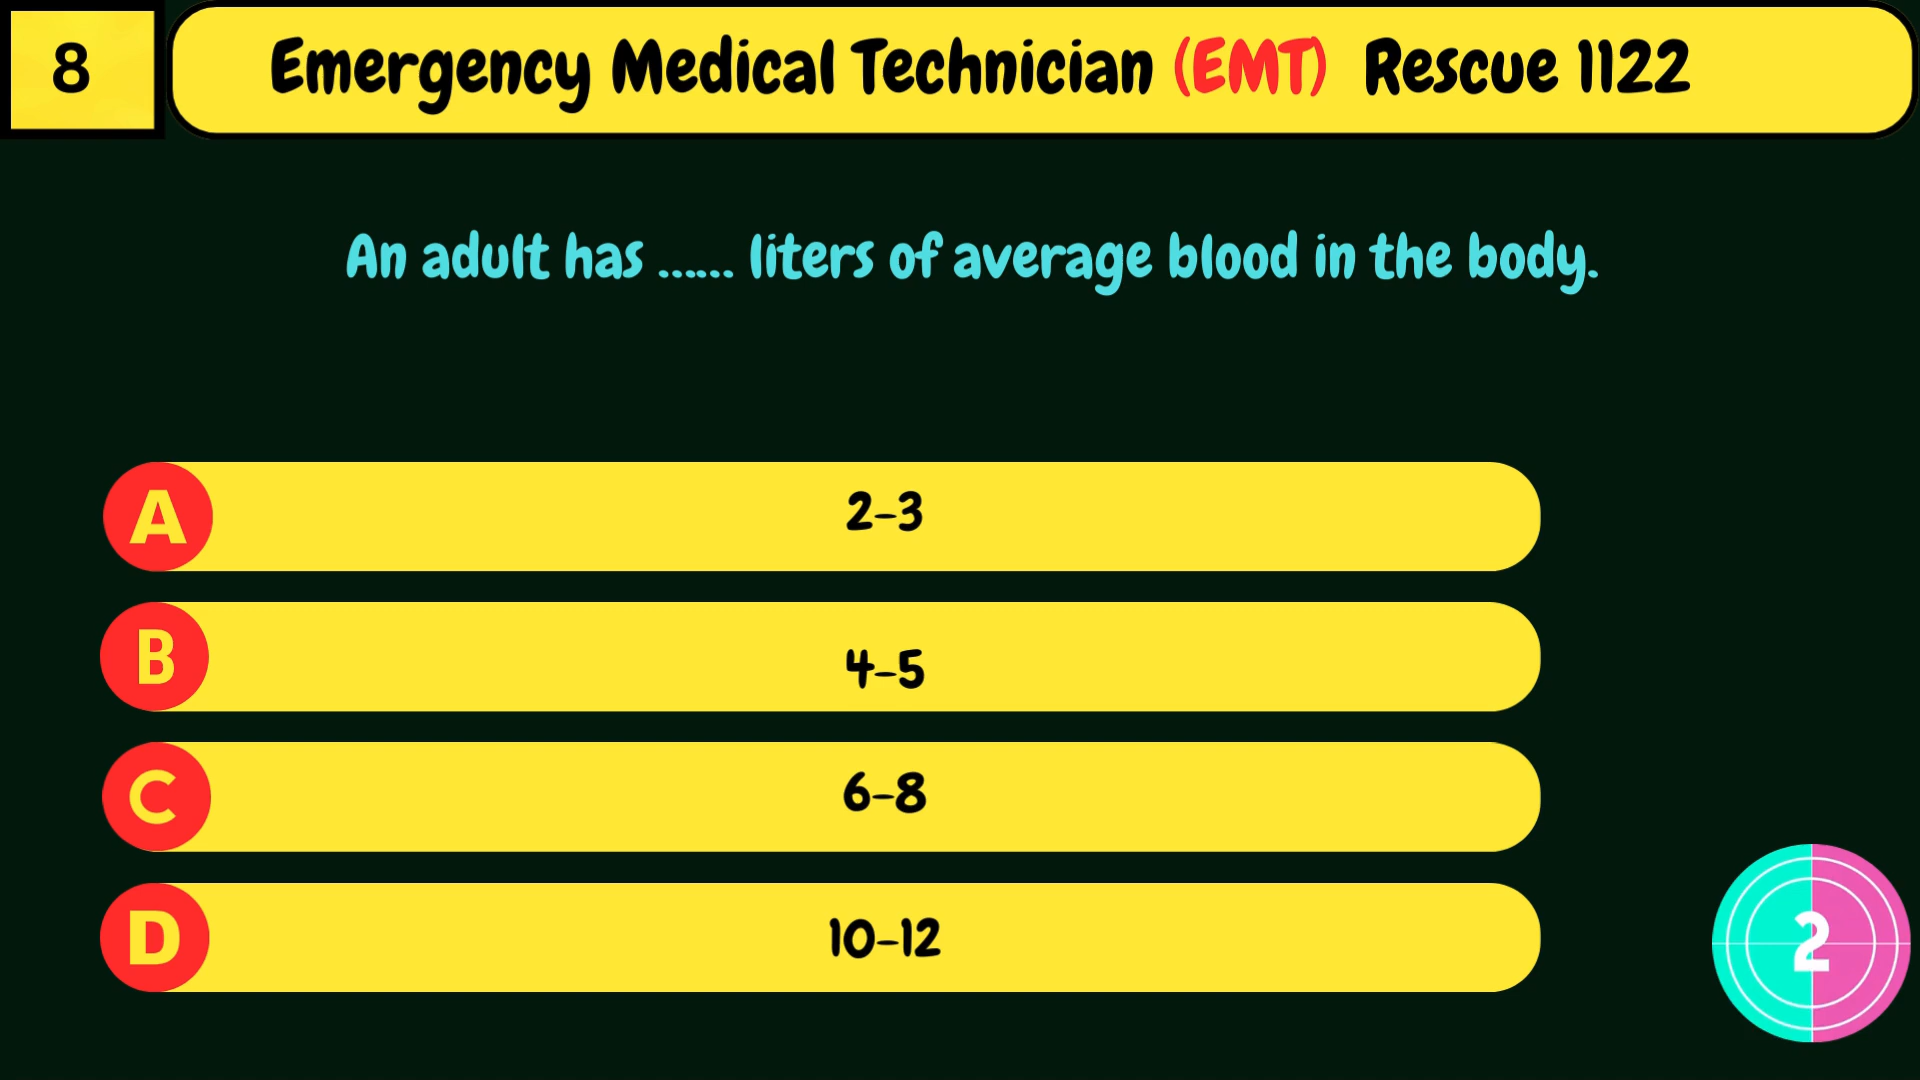 8
Emergency Medical Technician (EMT) Rescue 1122
An adult has ...... liters of average blood in the body.
A 2-3
B 4-5
C 6-8
D 10-12
2